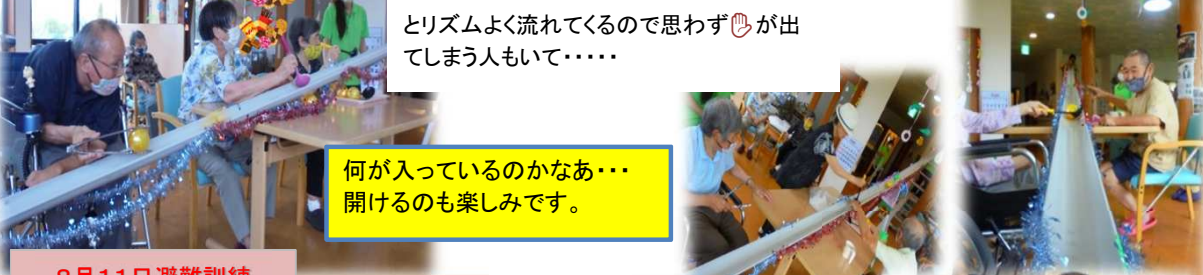 とリズムよく流れてくるので思わず✋が出
てしまう人もいて・・・・・
何が入っているのかなあ・・・
開けるのも楽しみです。